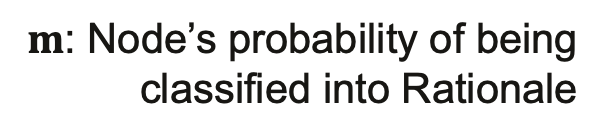 m: Node’s probability of being
classified into Rationale